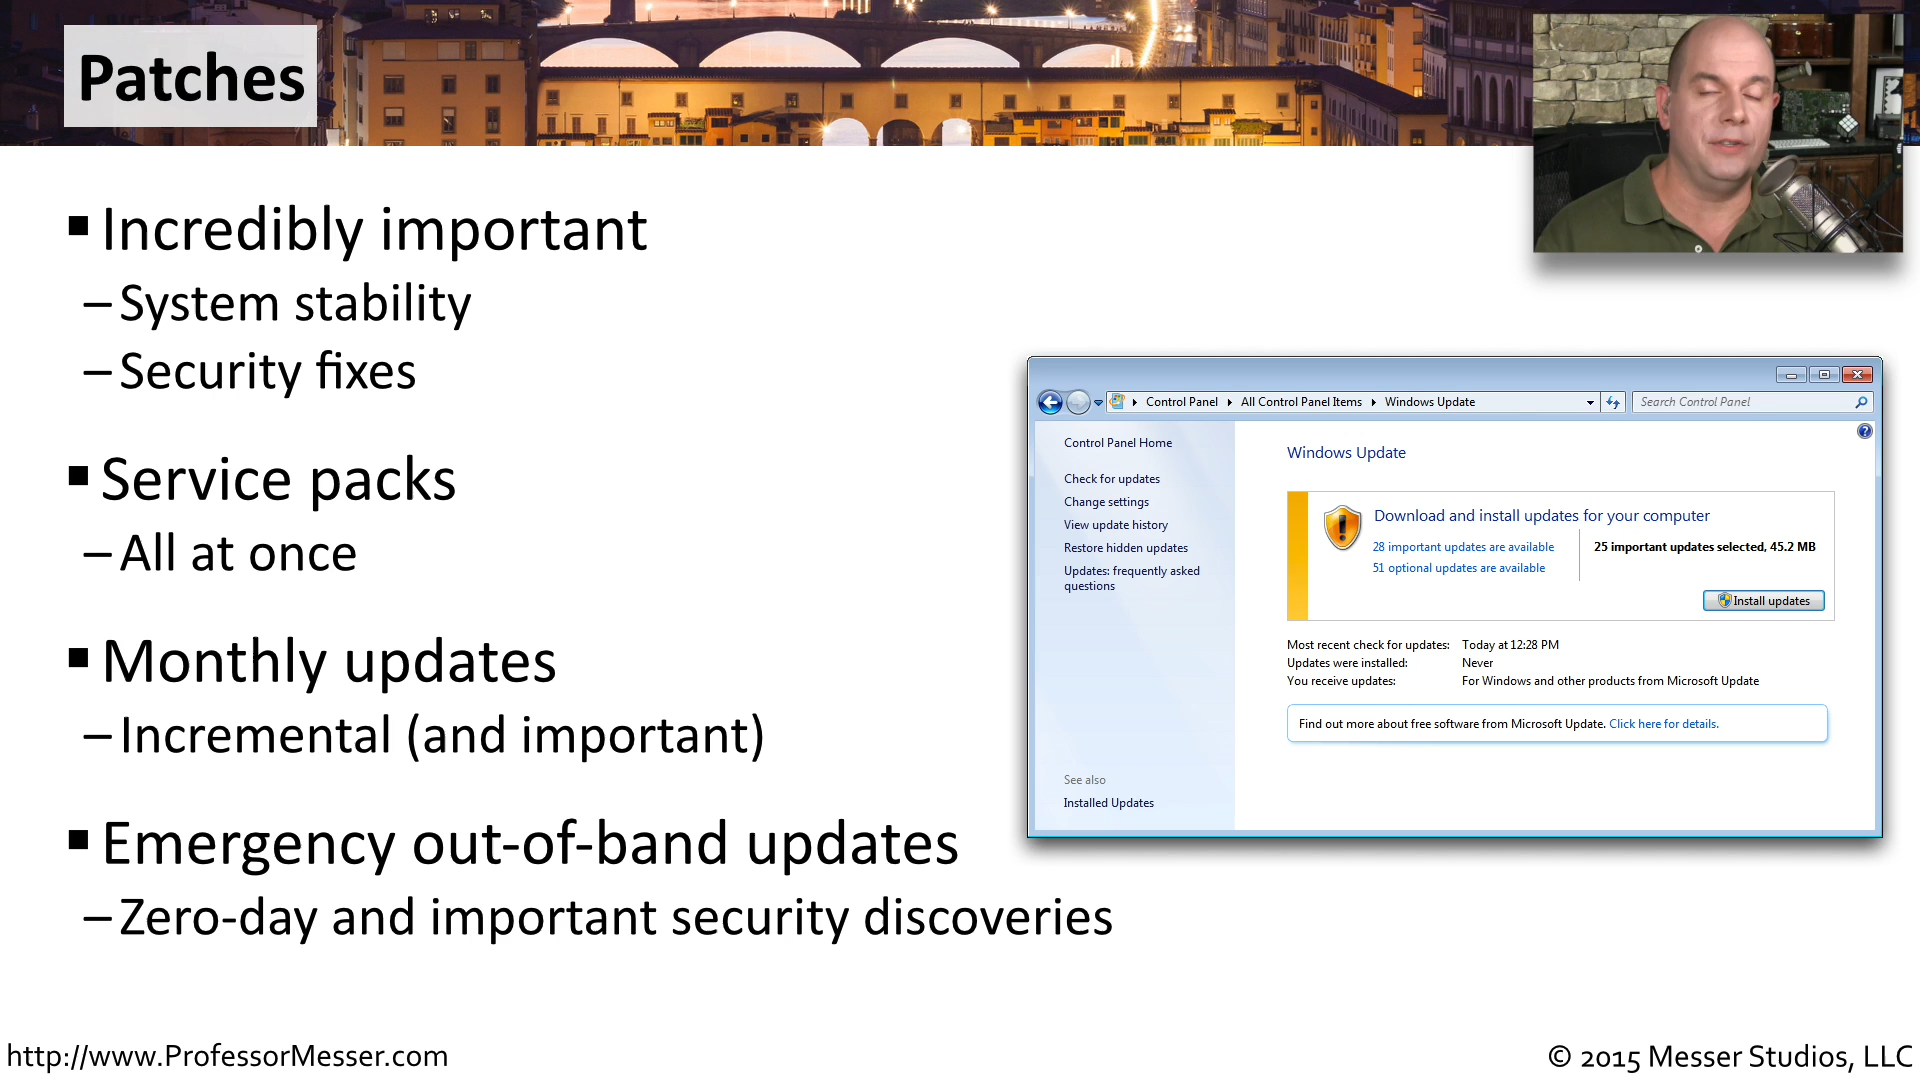 Patches
▪ Incredibly important
– System stability
– Security fixes
▪ Service packs
– All at once
▪ Monthly updates
– Incremental (and important)
▪ Emergency out-of-band updates
– Zero-day and important security discoveries
Control Panel ▸ All Control Panel Items ▸ Windows Update
Search Control Panel
Control Panel Home
Check for updates
Change settings
View update history
Restore hidden updates
Updates: frequently asked
questions
See also
Installed Updates
Windows Update
Download and install updates for your computer
28 important updates are available
51 optional updates are available
25 important updates selected, 45.2 MB
Install updates
Most recent check for updates: Today at 12:28 PM
Updates were installed: Never
You receive updates: For Windows and other products from Microsoft Update
Find out more about free software from Microsoft Update. Click here for details.
http://www.ProfessorMesser.com
© 2015 Messer Studios, LLC